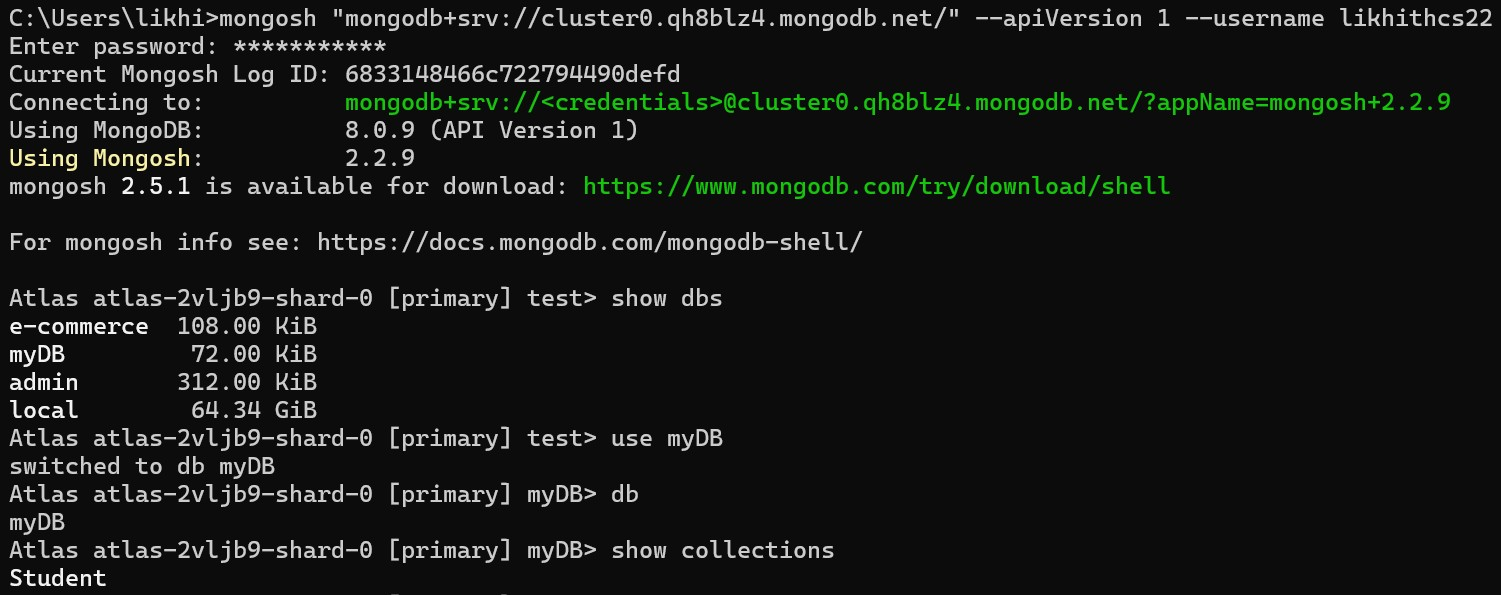 C:\Users\likhi>mongosh "mongodb+srv://cluster0.qh8blz4.mongodb.net/" --apiVersion 1 --username likhithcs22
Enter password: ***********
Current Mongosh Log ID: 6833148466c722794490defd
Connecting to:          mongodb+srv://<credentials>@cluster0.qh8blz4.mongodb.net/?appName=mongosh+2.2.9
Using MongoDB:          8.0.9 (API Version 1)
Using Mongosh:          2.2.9
mongosh 2.5.1 is available for download: https://www.mongodb.com/try/download/shell

For mongosh info see: https://docs.mongodb.com/mongodb-shell/

Atlas atlas-2vljb9-shard-0 [primary] test> show dbs
e-commerce  108.00 KiB
myDB         72.00 KiB
admin       312.00 KiB
local        64.34 GiB
Atlas atlas-2vljb9-shard-0 [primary] test> use myDB
switched to db myDB
Atlas atlas-2vljb9-shard-0 [primary] myDB> db
myDB
Atlas atlas-2vljb9-shard-0 [primary] myDB> show collections
Student